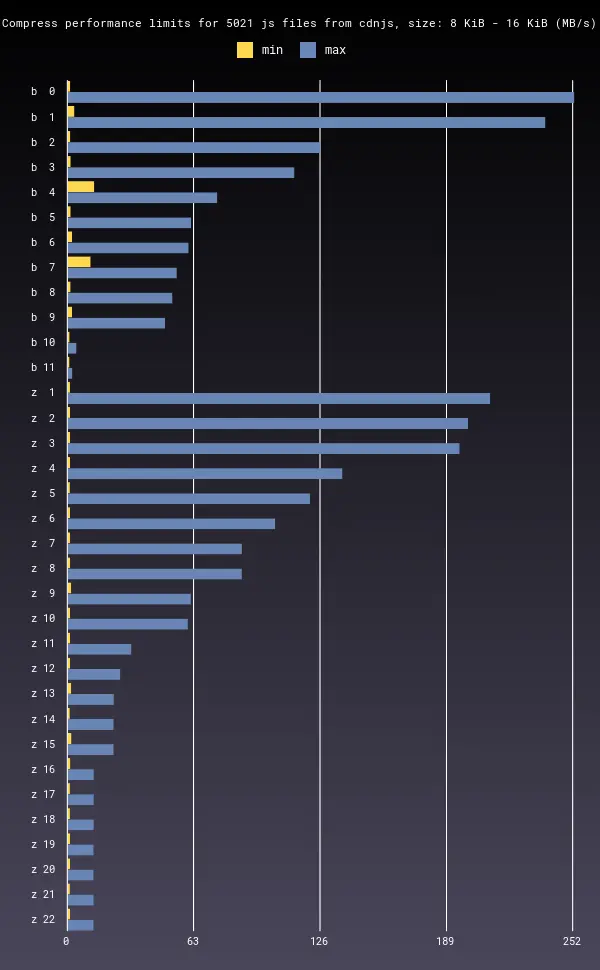 Compress performance limits for 5021 js files from cdnjs, size: 8 KiB - 16 KiB (MB/s)
min max
b 0
b 1
b 2
b 3
b 4
b 5
b 6
b 7
b 8
b 9
b 10
b 11
z 1
z 2
z 3
z 4
z 5
z 6
z 7
z 8
z 9
z 10
z 11
z 12
z 13
z 14
z 15
z 16
z 17
z 18
z 19
z 20
z 21
z 22
0 63 126 189 252